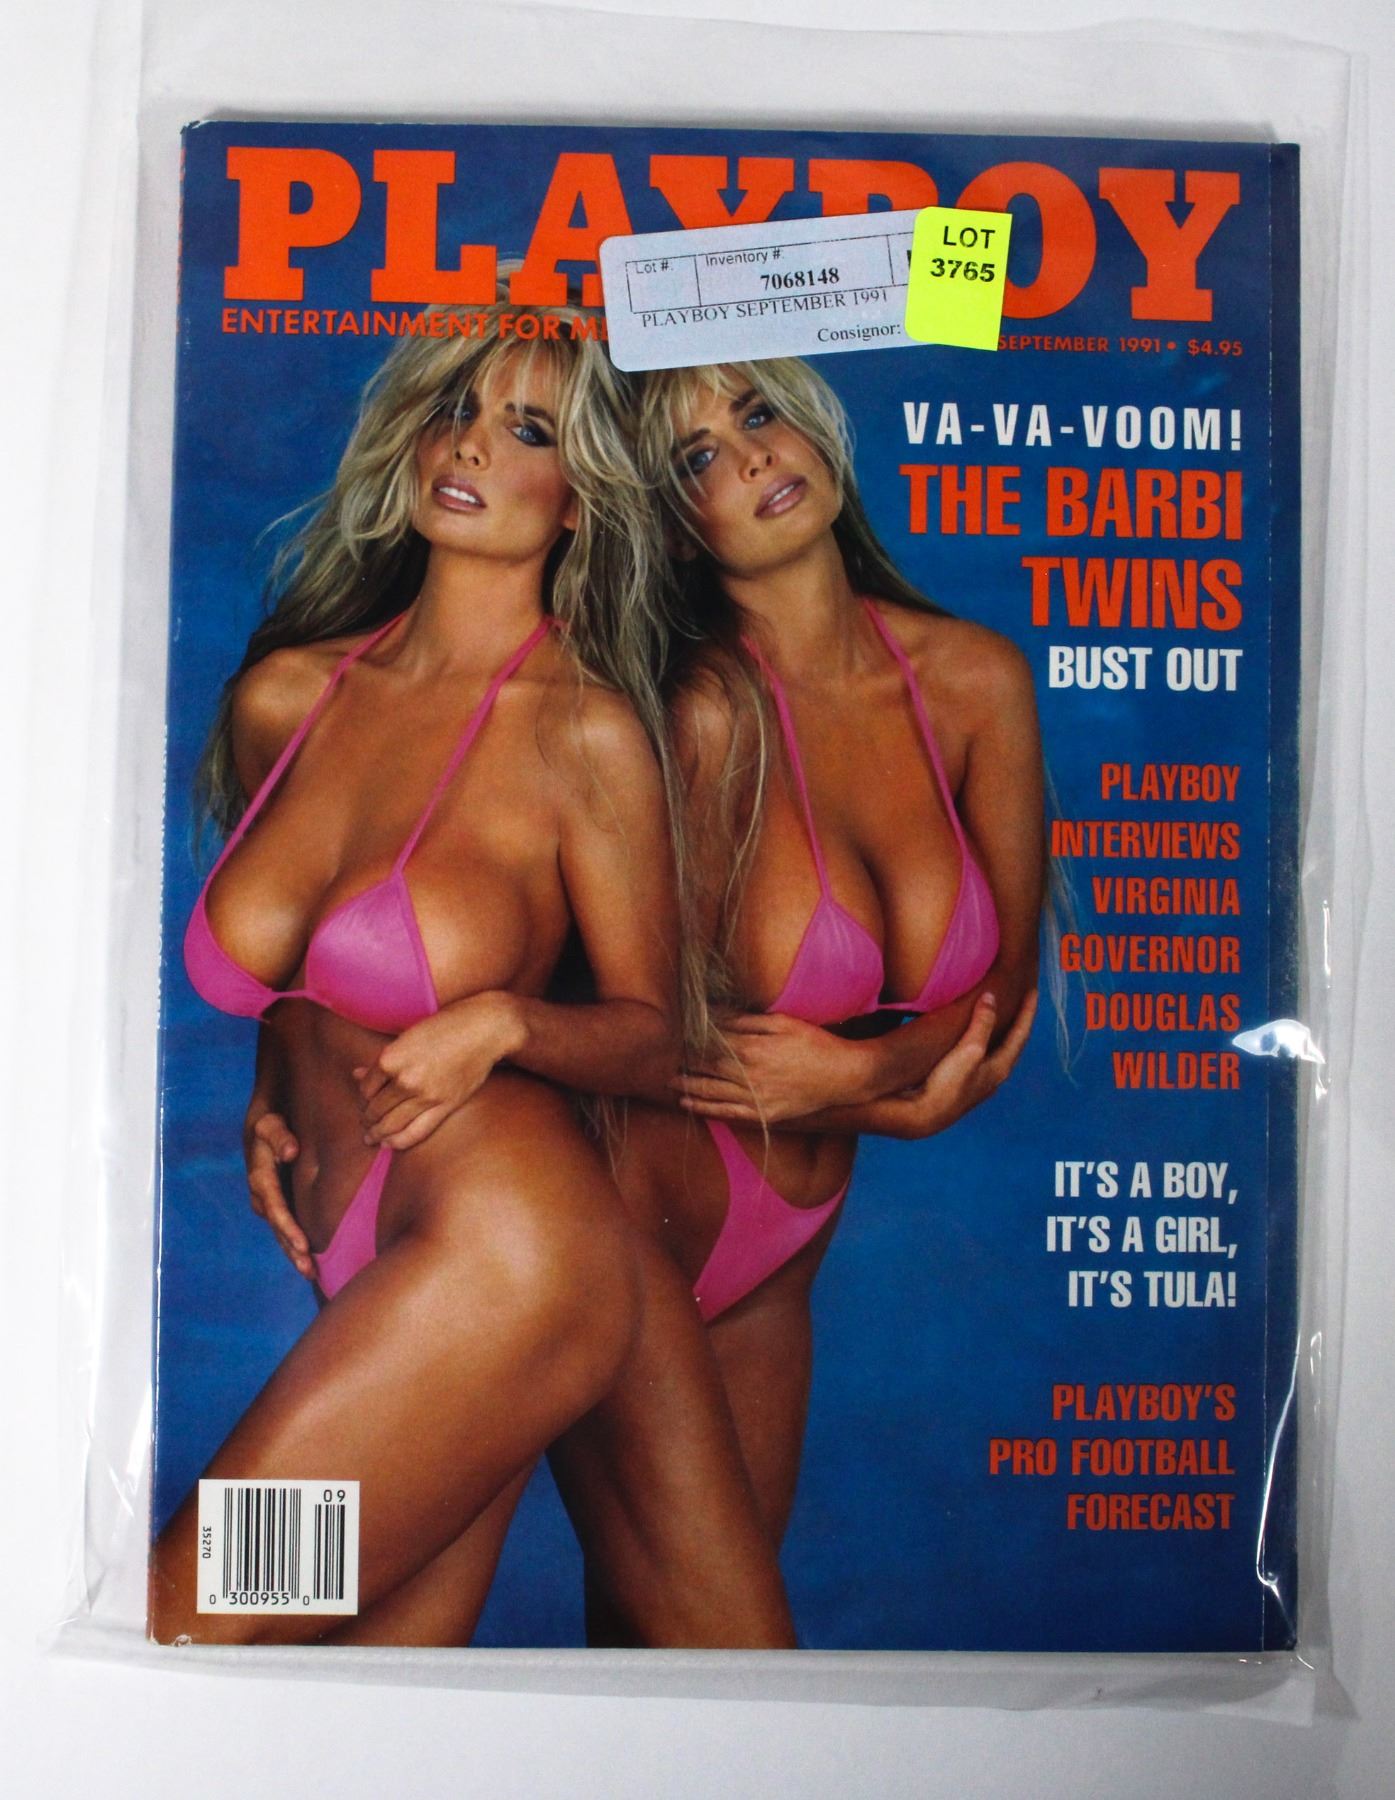 PLAYBOY
Lot #. Inventory #.
7068148
PLAYBOY SEPTEMBER 1991
Consignor:
LOT
3765
ENTERTAINMENT FOR
SEPTEMBER 1991 • $4.95
VA-VA-VOOM!
THE BARBI
TWINS
BUST OUT
PLAYBOY
INTERVIEWS
VIRGINIA
GOVERNOR
DOUGLAS
WILDER
IT'S A BOY,
IT'S A GIRL,
IT'S TULA!
PLAYBOY'S
PRO FOOTBALL
FORECAST
09
35270
0 300955 0